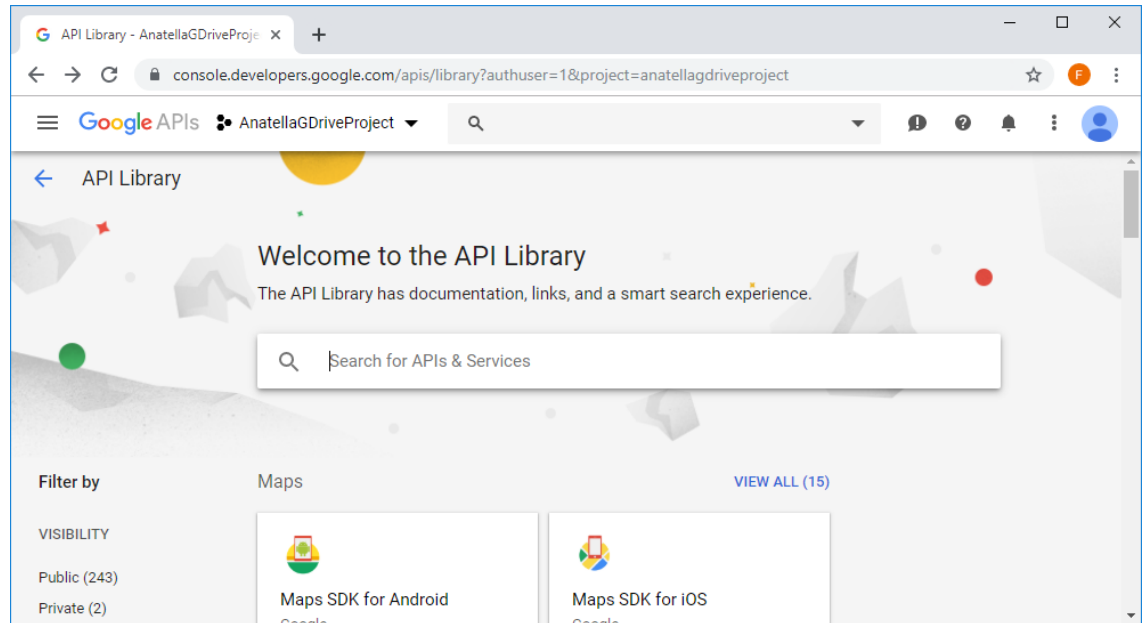 API Library - AnatellaGDriveProje
console.developers.google.com/apis/library?authuser=1&project=anatellagdriveproject
F
Google APIs AnatellaGDriveProject
API Library
Welcome to the API Library
The API Library has documentation, links, and a smart search experience.
Search for APIs & Services
Filter by
Maps
VIEW ALL (15)
VISIBILITY
Public (243)
Private (2)
Maps SDK for Android
Maps SDK for iOS
Google
Google